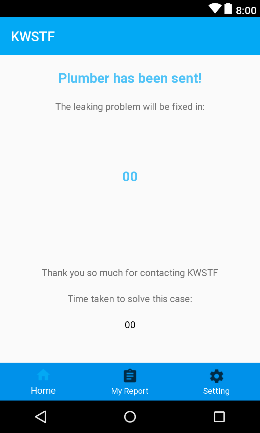 8:00
KWSTF
Plumber has been sent!
The leaking problem will be fixed in:
00
Thank you so much for contacting KWSTF
Time taken to solve this case:
00
Home
My Report
Setting